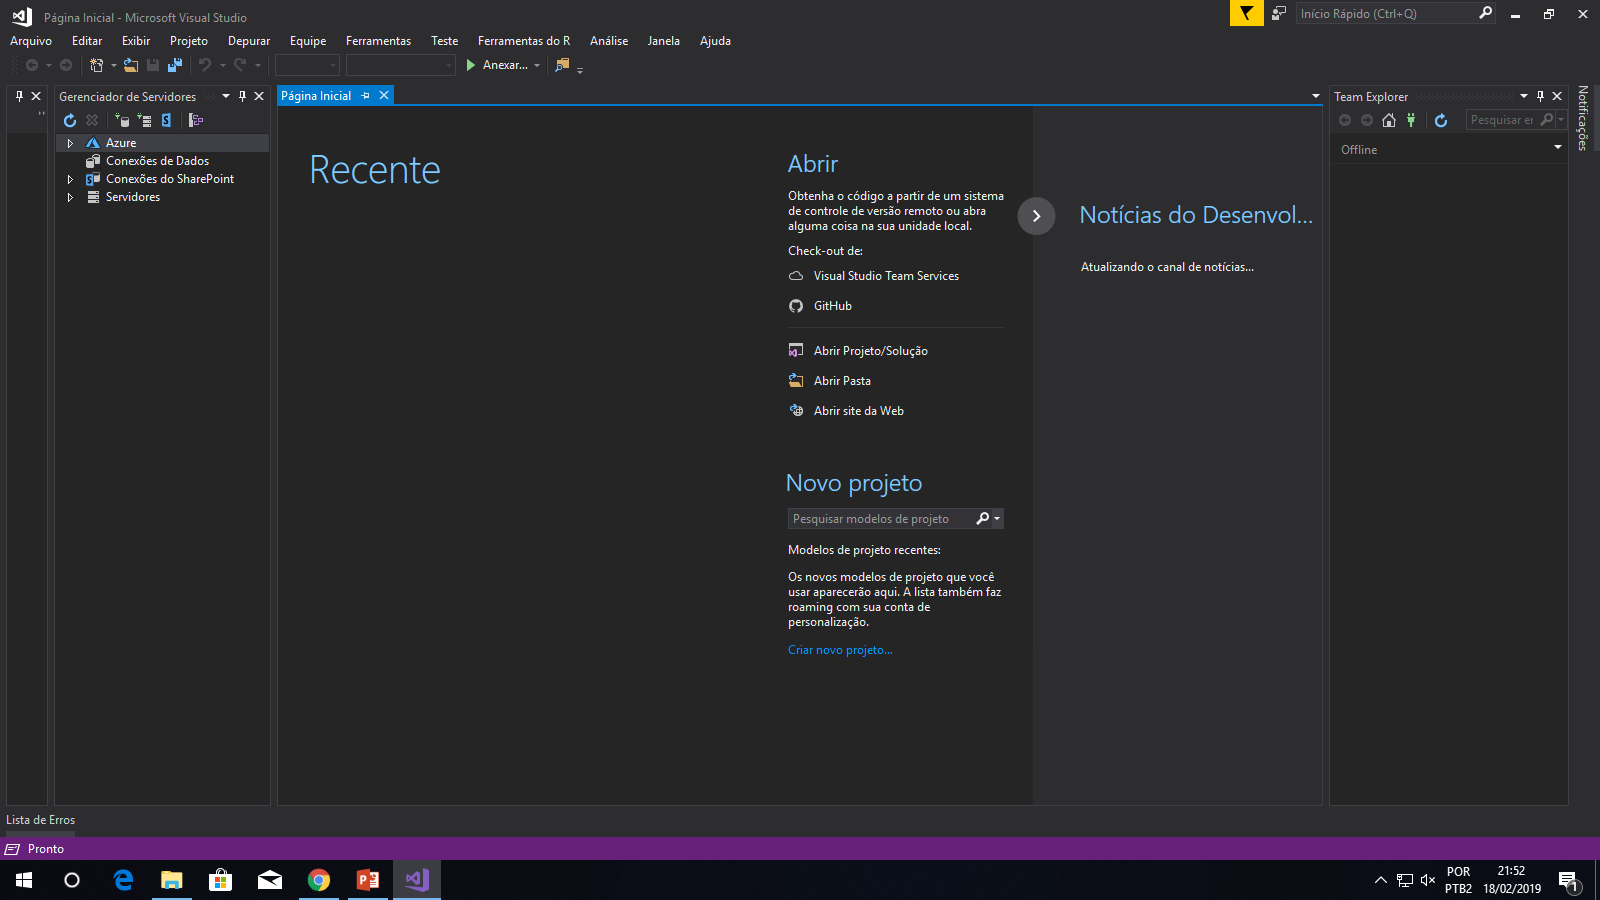 Página Inicial - Microsoft Visual Studio
Início Rápido (Ctrl+Q)
Arquivo Editar Exibir Projeto Depurar Equipe Ferramentas Teste Ferramentas do R Análise Janela Ajuda
Anexar...
Gerenciador de Servidores
Azure
Conexões de Dados
Conexões do SharePoint
Servidores
Página Inicial
Recente
Abrir
Obtenha o código a partir de um sistema
de controle de versão remoto ou abra
alguma coisa na sua unidade local.
Check-out de:
Visual Studio Team Services
GitHub
Abrir Projeto/Solução
Abrir Pasta
Abrir site da Web
Novo projeto
Pesquisar modelos de projeto
Modelos de projeto recentes:
Os novos modelos de projeto que você
usar aparecerão aqui. A lista também faz
roaming com sua conta de
personalização.
Criar novo projeto...
Notícias do Desenvol...
Atualizando o canal de notícias...
Team Explorer
Pesquisar er
Offline
Notificações
Lista de Erros
Pronto
POR
PTB2
21:52
18/02/2019
1